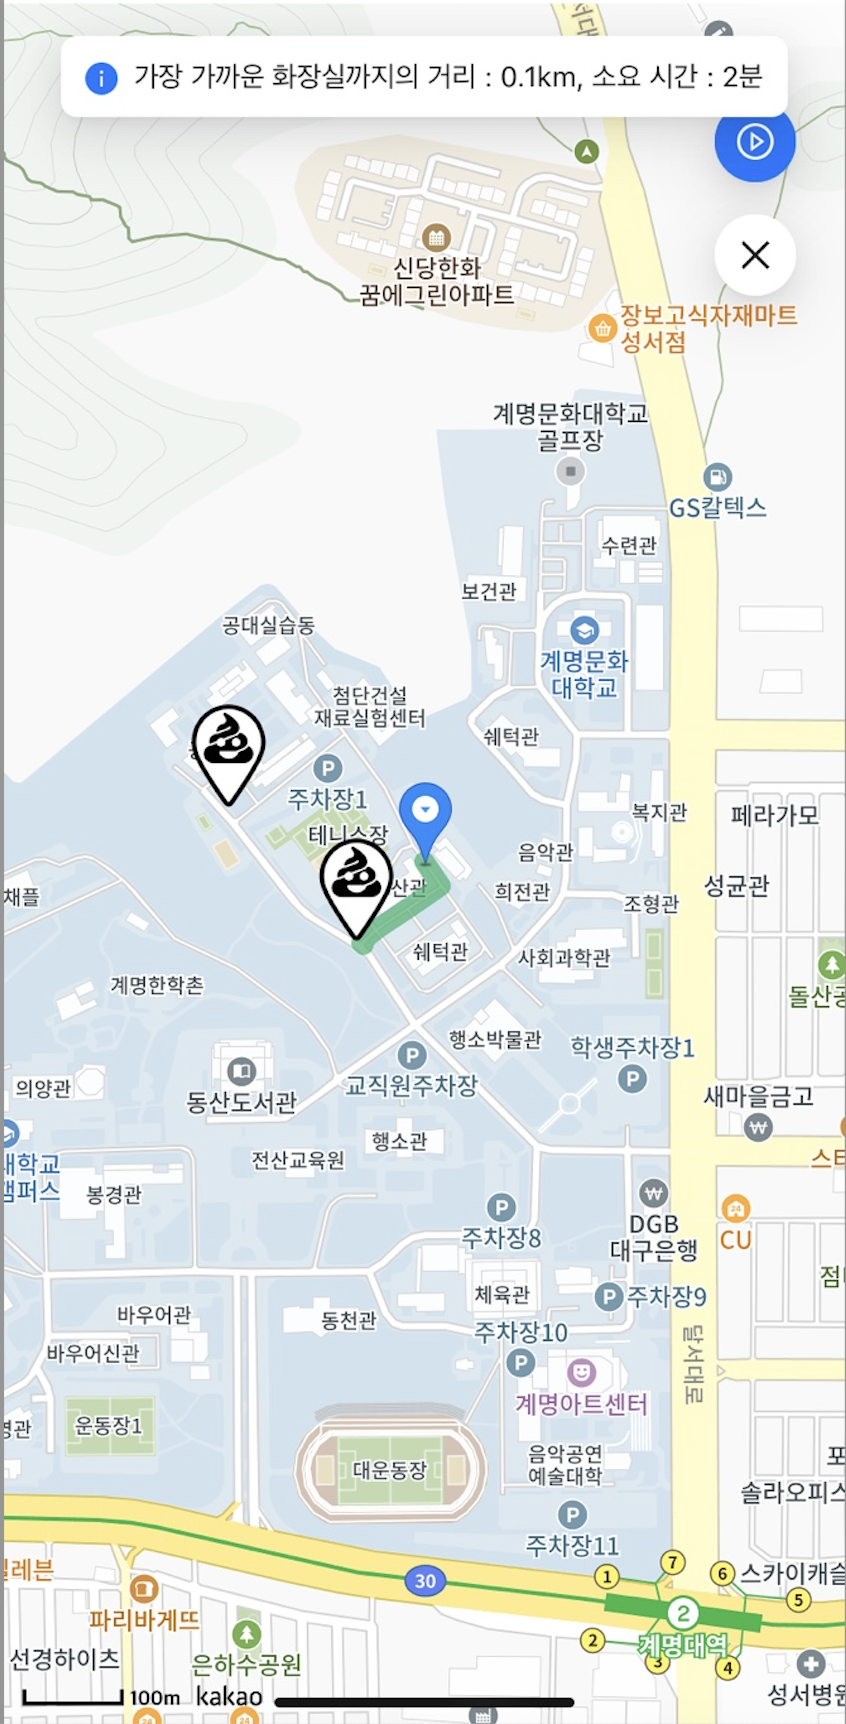 가장 가까운 화장실까지의 거리 : 0.1km, 소요 시간 : 2분
신당한화
꿈에그린아파트
장보고식자재마트
성서점
계명문화대학교
골프장
GS칼텍스
수련관
보건관
공대실습동
계명문화
대학교
첨단건설
재료실험센터
쉐턱관
P
주차장1
복지관
페라가모
테니스장
음악관
산관
희전관
성균관
채플
조형관
쉐턱관
사회과학관
계명한학촌
돌산공
행소박물관
학생주차장1
P
P
의양관
교직원주차장
동산도서관
새마을금고
행소관
전산교육원
대학교
캠퍼스
봉경관
P
주차장8
DGB
대구은행
24
CU
체육관
P
주차장9
바우어관
동천관
주차장10
P
바우어신관
달서대로
계명아트센터
운동장1
대운동장
음악공연
예술대학
솔라오피스
P
주차장11
30
1
7
6
스카이캐슬
5
파리바게뜨
2
계명대역
2
3
4
선경하이츠
은하수공원
성서병원
100m
kakao
24
24